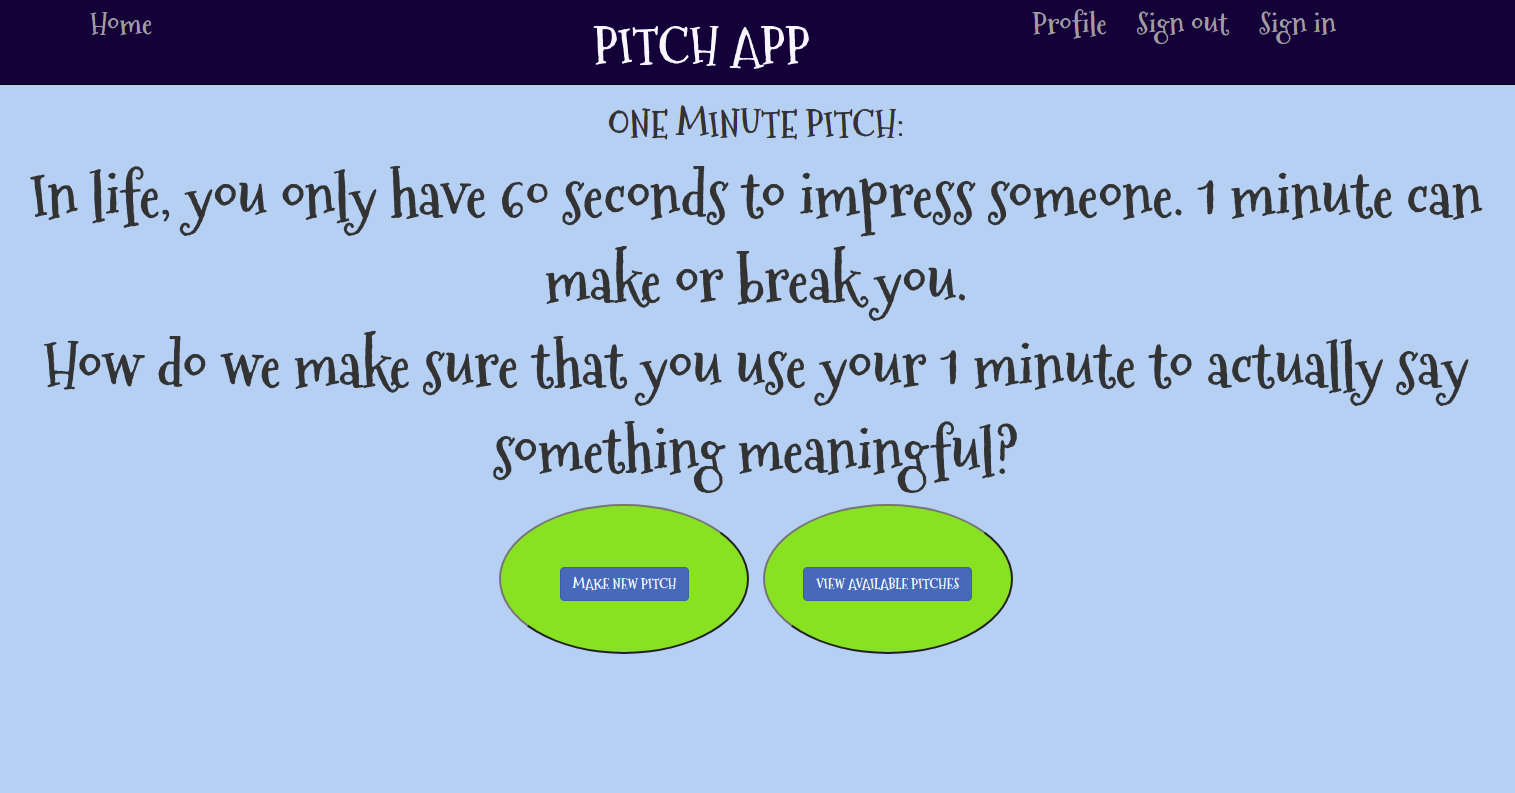 Home
PITCH APP
Profile Sign out Sign in
ONE MINUTE PITCH:
In life, you only have 60 seconds to impress someone. 1 minute can
make or break you.
How do we make sure that you use your 1 minute to actually say
something meaningful?
MAKE NEW PITCH
VIEW AVAILABLE PITCHES